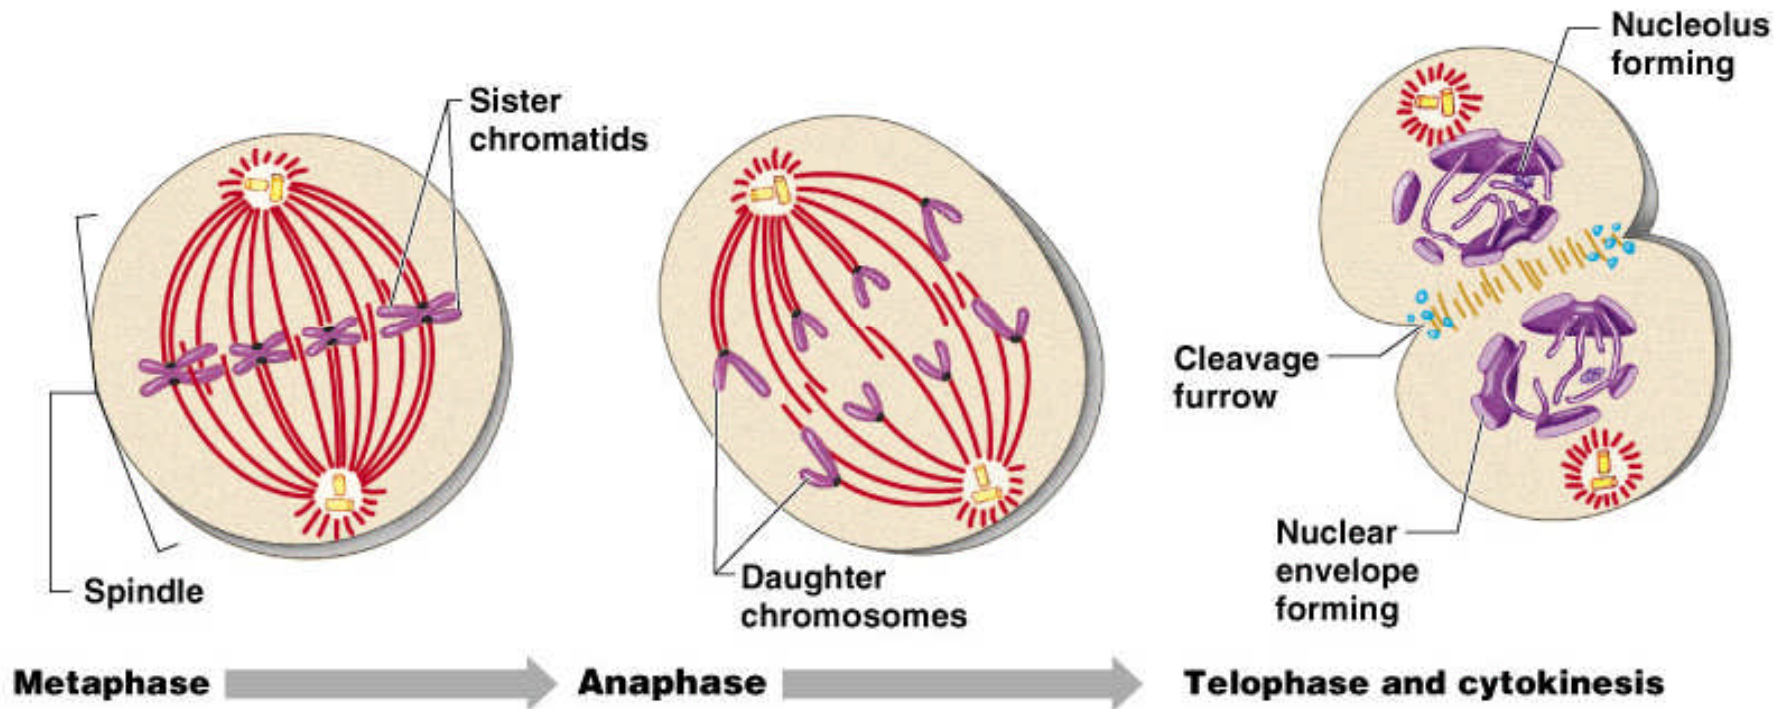 Sister
chromatids
Spindle
Daughter
chromosomes
Nucleolus
forming
Cleavage
furrow
Nuclear
envelope
forming
Metaphase
Anaphase
Telophase and cytokinesis